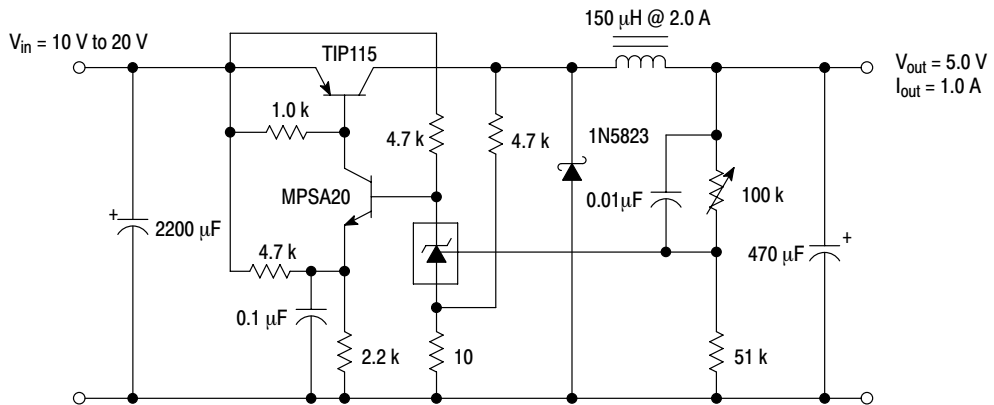 150 μH @ 2.0 A
V_in = 10 V to 20 V
TIP115
V_out = 5.0 V
I_out = 1.0 A
1.0 k
4.7 k
4.7 k
1N5823
MPSA20
0.01μF
100 k
+
2200 μF
4.7 k
470 μF
+
0.1 μF
2.2 k
10
51 k